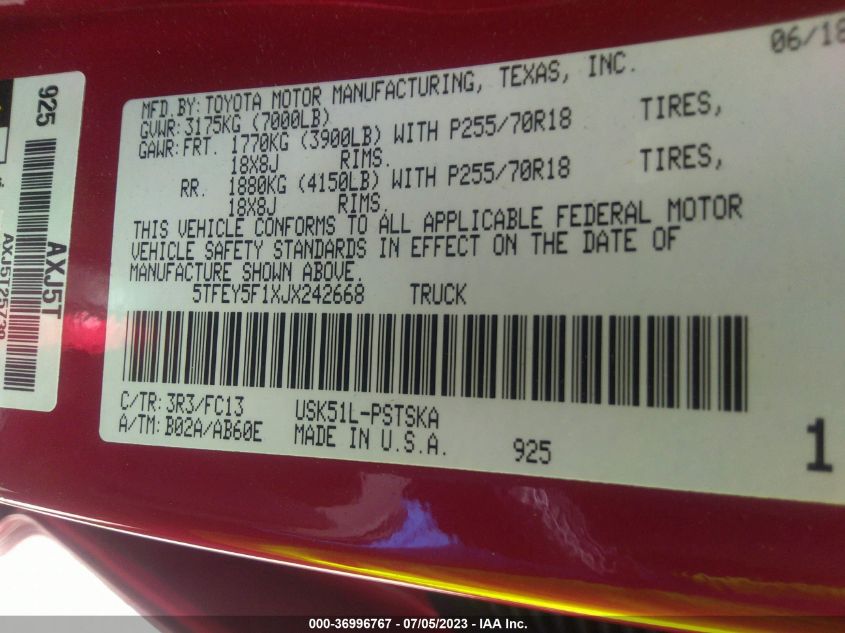 06/18
MFD.BY: TOYOTA MOTOR MANUFACTURING, TEXAS, INC.
GVWR: 3175KG (7000LB)
GAWR: FRT. 1770KG (3900LB) WITH P255/70R18 TIRES,
18X8J RIMS.
RR. 1880KG (4150LB) WITH P255/70R18 TIRES,
18X8J RIMS.
THIS VEHICLE CONFORMS TO ALL APPLICABLE FEDERAL MOTOR
VEHICLE SAFETY STANDARDS IN EFFECT ON THE DATE OF
MANUFACTURE SHOWN ABOVE.
5TFEY5F1XJX242668 TRUCK
C/TR: 3R3/FC13 USK51L-PSTSKA
A/TM: B02A/AB60E MADE IN U.S.A. 925
1
925
AXJ5T
AXJ5T25739
000-36996767 / 07/05/2023 - IAA Inc.